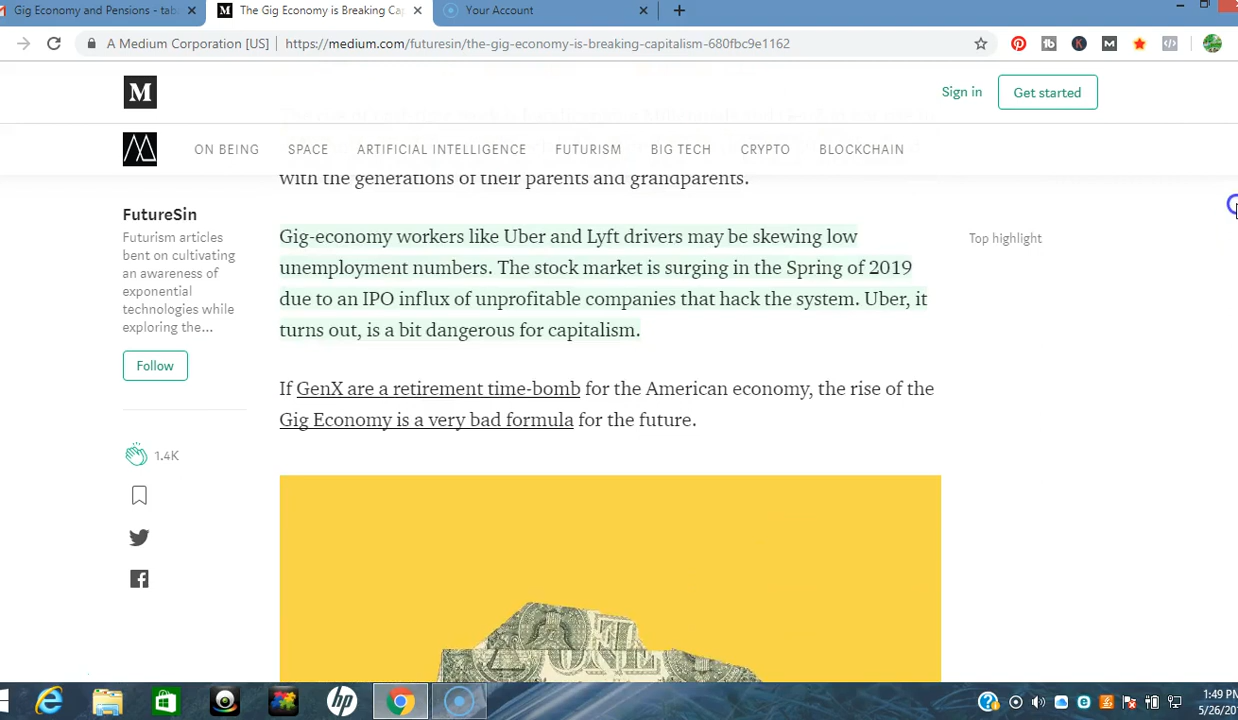 Gig Economy and Pensions - tab
The Gig Economy is Breaking Ca
Your Account
A Medium Corporation [US]
https://medium.com/futuresin/the-gig-economy-is-breaking-capitalism-680fbc9e1162
M
Sign in
Get started
ON BEING
SPACE
ARTIFICIAL INTELLIGENCE
FUTURISM
BIG TECH
CRYPTO
BLOCKCHAIN
with the generations of their parents and grandparents.
FutureSin
Futurism articles
bent on cultivating
an awareness of
exponential
technologies while
exploring the...
Follow
1.4K
Gig-economy workers like Uber and Lyft drivers may be skewing low
unemployment numbers. The stock market is surging in the Spring of 2019
due to an IPO influx of unprofitable companies that hack the system. Uber, it
turns out, is a bit dangerous for capitalism.
Top highlight
If GenX are a retirement time-bomb for the American economy, the rise of the
Gig Economy is a very bad formula for the future.
ONE
hp
1:49 PM
5/26/20